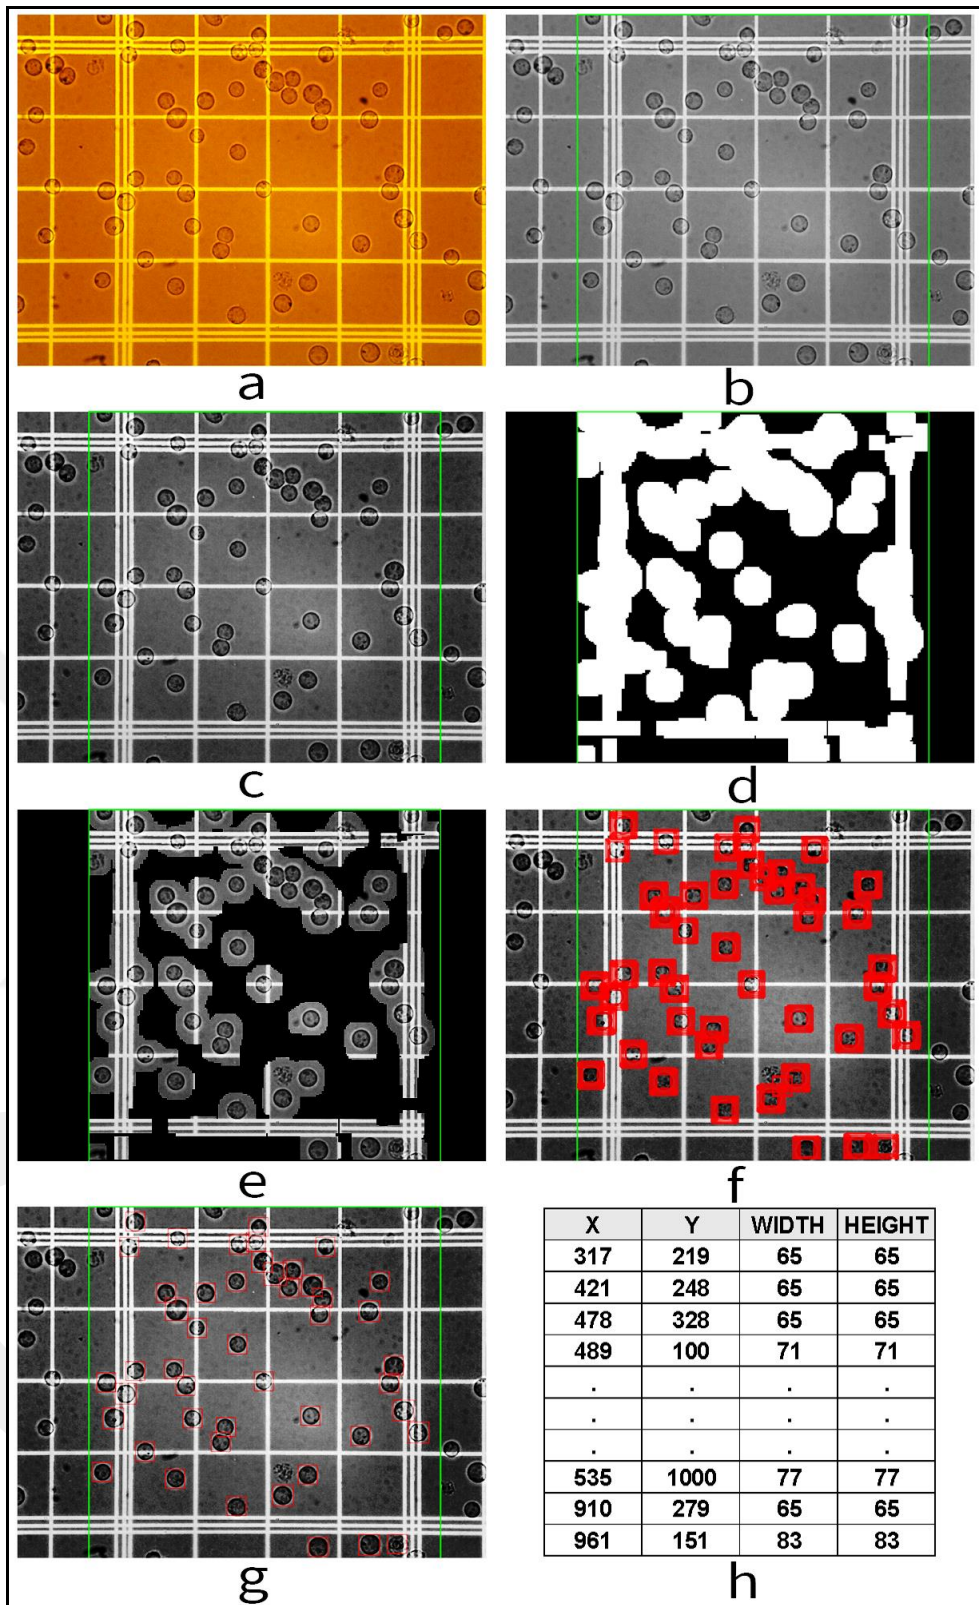 a
b
c
d
e
f
X Y WIDTH HEIGHT
317 219 65 65
421 248 65 65
478 328 65 65
489 100 71 71
. . . .
. . . .
. . . .
535 1000 77 77
910 279 65 65
961 151 83 83
g
h